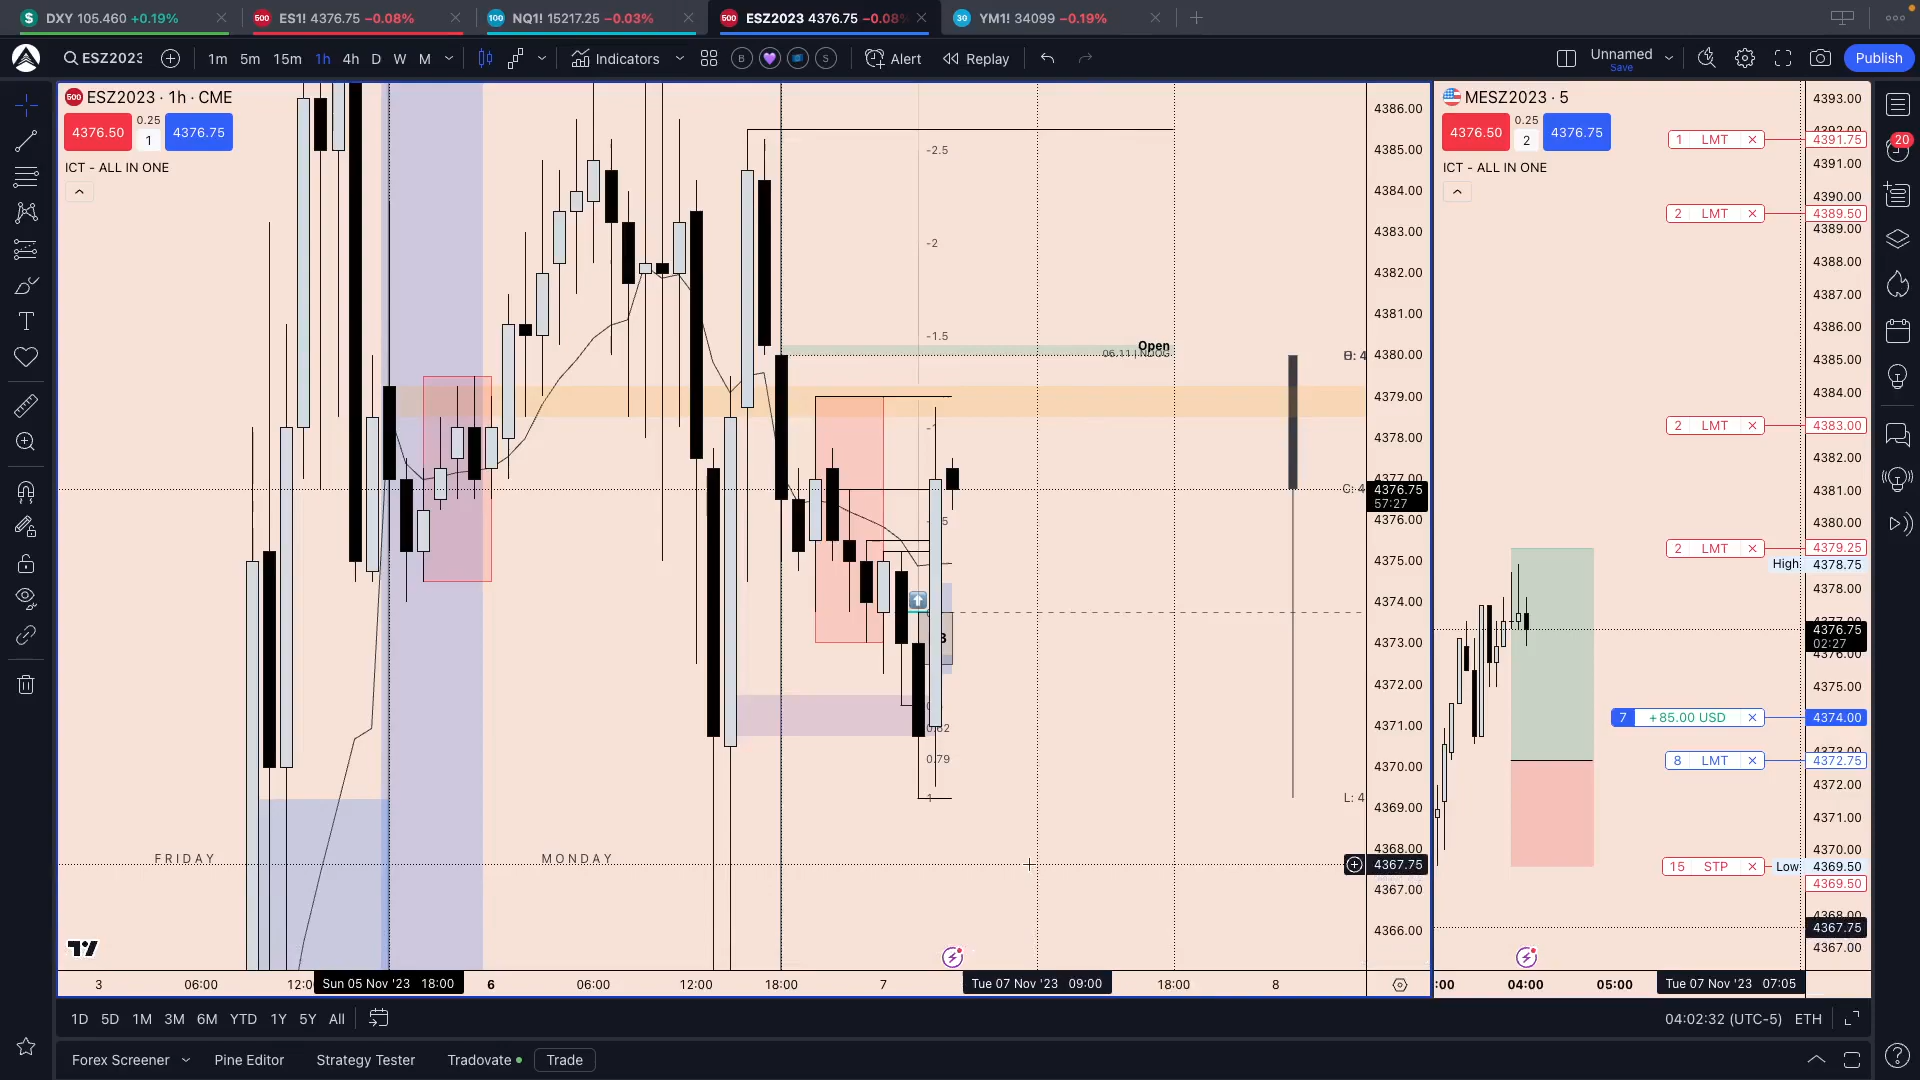 DXY 105.460 +0.19%
ES1! 4376.75 −0.08%
NQ1! 15217.25 −0.03%
ESZ2023 4376.75 −0.08%
YM1! 34099 −0.19%
ESZ2023
1m 5m 15m 1h 4h D W M
Indicators
Alert
Replay
Unnamed
Save
Publish
ESZ2023 · 1h · CME
4376.50
0.25
1
4376.75
ICT - ALL IN ONE
-2.5
-2
-1.5
Open
0.79
FRIDAY
MONDAY
4386.00
4385.00
4384.00
4383.00
4382.00
4381.00
4380.00
4379.00
4378.00
4376.75
57:27
4376.00
4375.00
4374.00
4373.00
4372.00
4371.00
4370.00
4369.00
4368.00
4367.75
4367.00
4366.00
3 06:00 Sun 05 Nov '23 18:00 6 06:00 12:00 18:00 7 Tue 07 Nov '23 09:00 18:00 8
MESZ2023 · 5
4376.50
0.25
2
4376.75
ICT - ALL IN ONE
4393.00
1 LMT 4391.75
4391.00
4390.00
2 LMT 4389.50
4389.00
4388.00
4387.00
4386.00
4385.00
4384.00
2 LMT 4383.00
4382.00
4381.00
4380.00
2 LMT 4379.25
High 4378.75
4378.00
4376.75
02:27
4376.00
4375.00
7 +85.00 USD 4374.00
8 LMT 4372.75
4372.00
4371.00
4370.00
15 STP Low 4369.50
4369.50
4367.75
4367.00
04:00 05:00 Tue 07 Nov '23 07:05
20
1D 5D 1M 3M 6M YTD 1Y 5Y All
04:02:32 (UTC-5) ETH
Forex Screener
Pine Editor
Strategy Tester
Tradovate
Trade